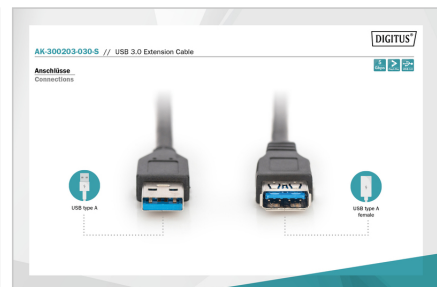 DIGITUS®
AK-300203-030-S // USB 3.0 Extension Cable
Anschlüsse
Connections
USB type A
USB type A
female